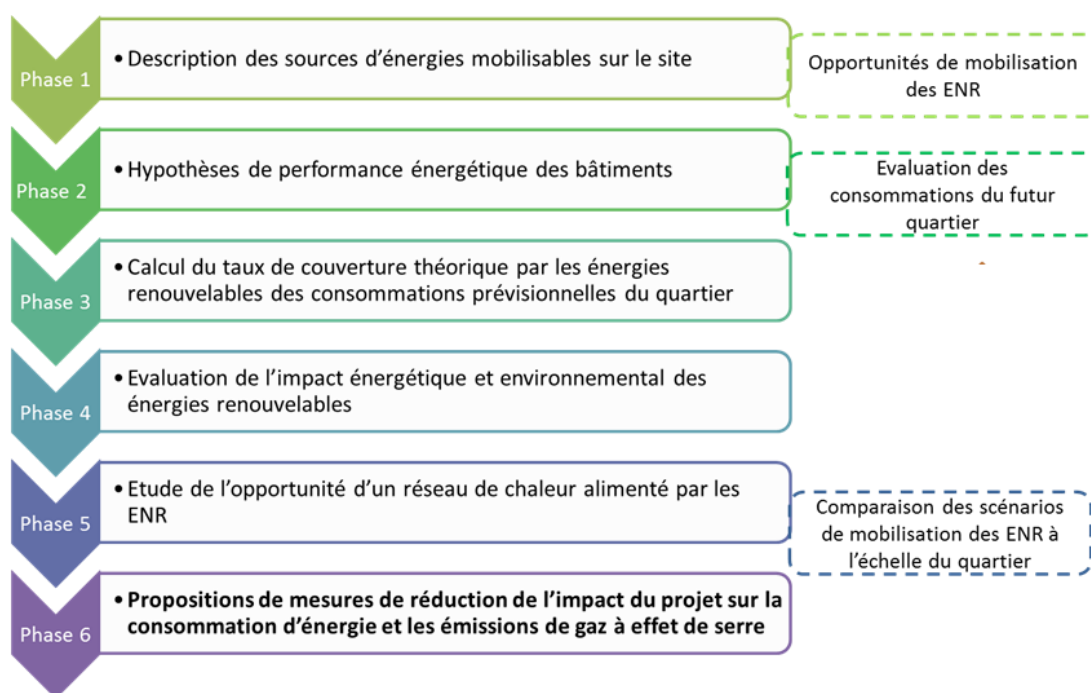 Phase 1
• Description des sources d’énergies mobilisables sur le site
Opportunités de mobilisation
des ENR
Phase 2
• Hypothèses de performance énergétique des bâtiments
Evaluation des
consommations du futur
quartier
Phase 3
• Calcul du taux de couverture théorique par les énergies
renouvelables des consommations prévisionnelles du quartier
Phase 4
• Evaluation de l’impact énergétique et environnemental des
énergies renouvelables
Phase 5
• Etude de l’opportunité d’un réseau de chaleur alimenté par les
ENR
Comparaison des scénarios
de mobilisation des ENR à
l’échelle du quartier
Phase 6
• Propositions de mesures de réduction de l’impact du projet sur la
consommation d’énergie et les émissions de gaz à effet de serre